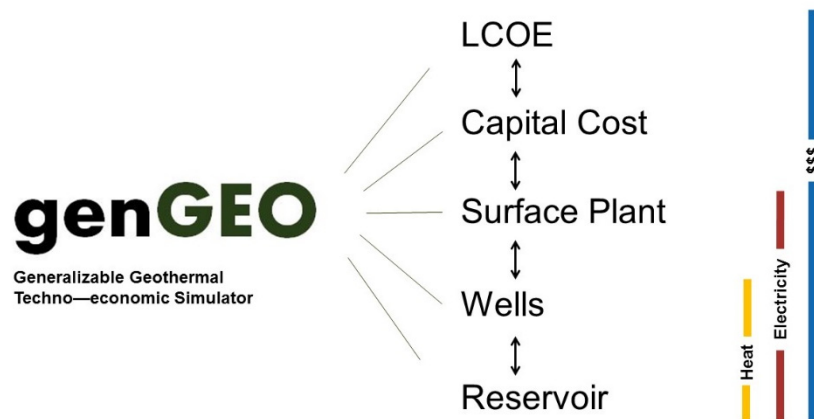 LCOE
Capital Cost
genGEO
Surface Plant
Generalizable Geothermal
Techno—economic Simulator
Wells
Reservoir
Heat
Electricity
$$$